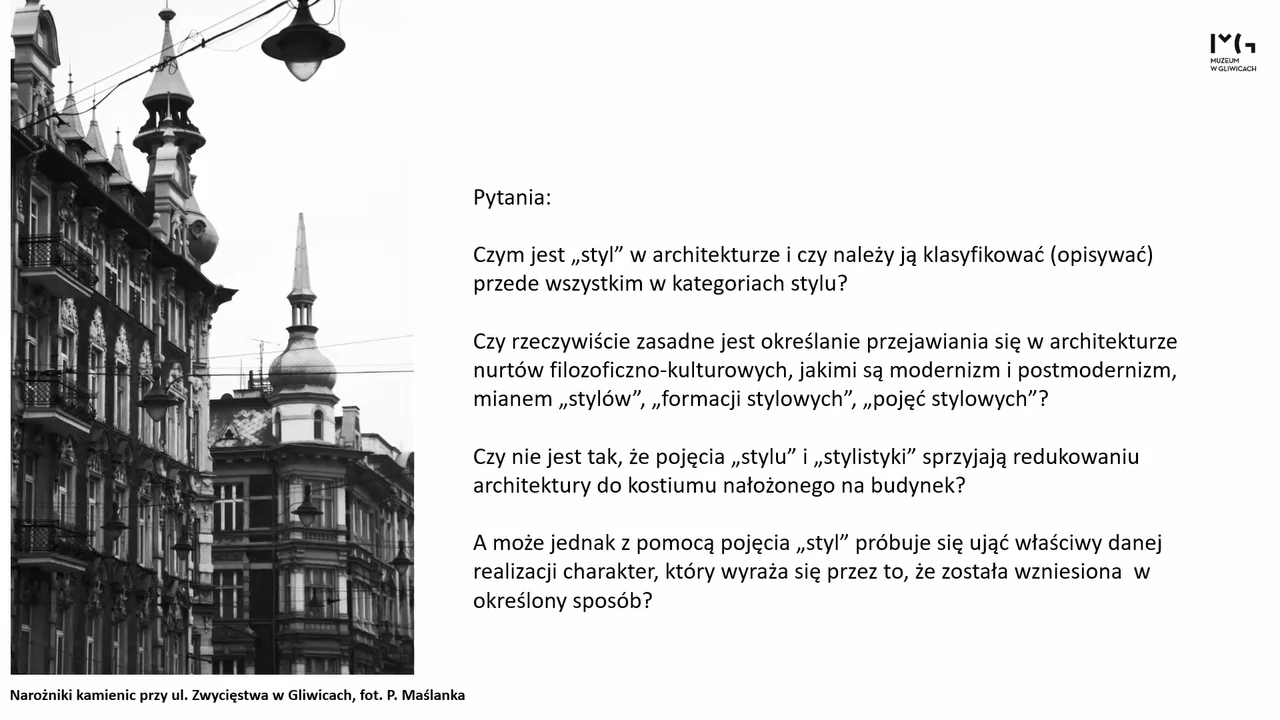 MUZEUM
W GLIWICACH
Pytania:
Czym jest „styl” w architekturze i czy należy ją klasyfikować (opisywać)
przede wszystkim w kategoriach stylu?
Czy rzeczywiście zasadne jest określanie przejawiania się w architekturze
nurtów filozoficzno-kulturowych, jakimi są modernizm i postmodernizm,
mianem „stylów”, „formacji stylowych”, „pojęć stylowych”?
Czy nie jest tak, że pojęcia „stylu” i „stylistyki” sprzyjają redukowaniu
architektury do kostiumu nałożonego na budynek?
A może jednak z pomocą pojęcia „styl” próbuje się ująć właściwy danej
realizacji charakter, który wyraża się przez to, że została wzniesiona  w
określony sposób?
Narożniki kamienic przy ul. Zwycięstwa w Gliwicach, fot. P. Maślanka